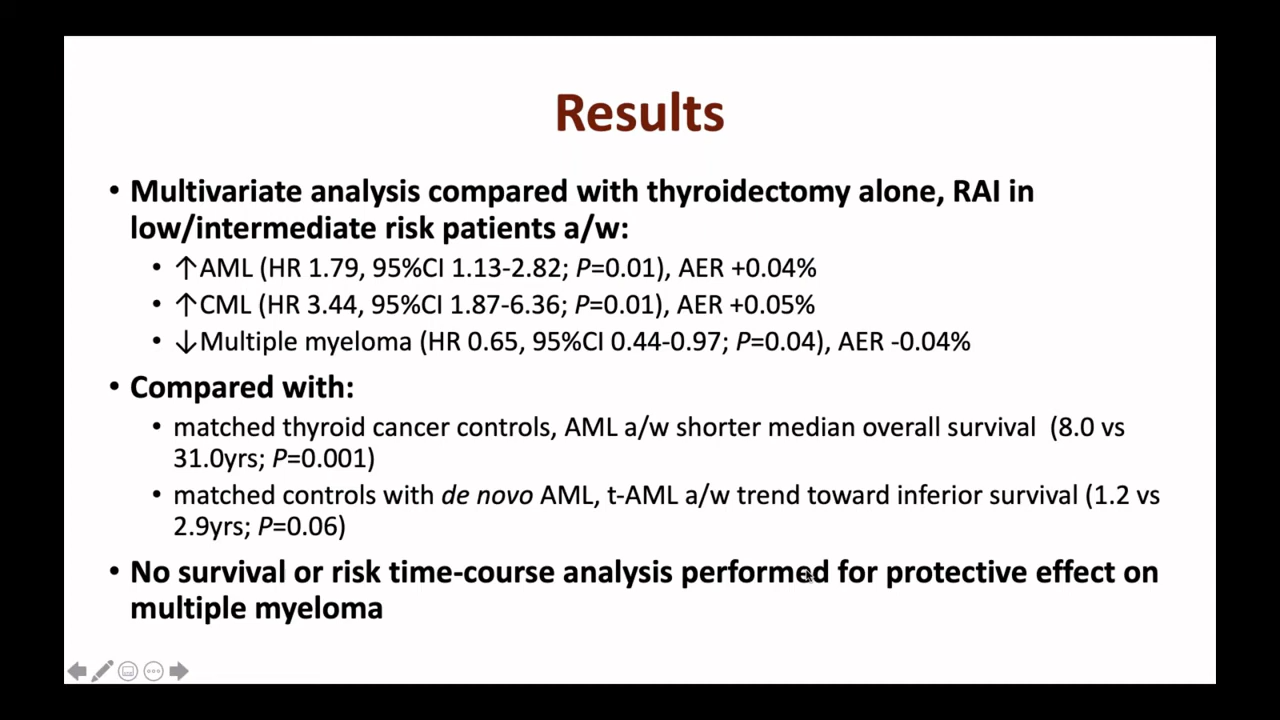 Results
• Multivariate analysis compared with thyroidectomy alone, RAI in
low/intermediate risk patients a/w:
• ↑AML (HR 1.79, 95%CI 1.13-2.82; P=0.01), AER +0.04%
• ↑CML (HR 3.44, 95%CI 1.87-6.36; P=0.01), AER +0.05%
• ↓Multiple myeloma (HR 0.65, 95%CI 0.44-0.97; P=0.04), AER -0.04%
• Compared with:
• matched thyroid cancer controls, AML a/w shorter median overall survival (8.0 vs
31.0yrs; P=0.001)
• matched controls with de novo AML, t-AML a/w trend toward inferior survival (1.2 vs
2.9yrs; P=0.06)
• No survival or risk time-course analysis performed for protective effect on
multiple myeloma